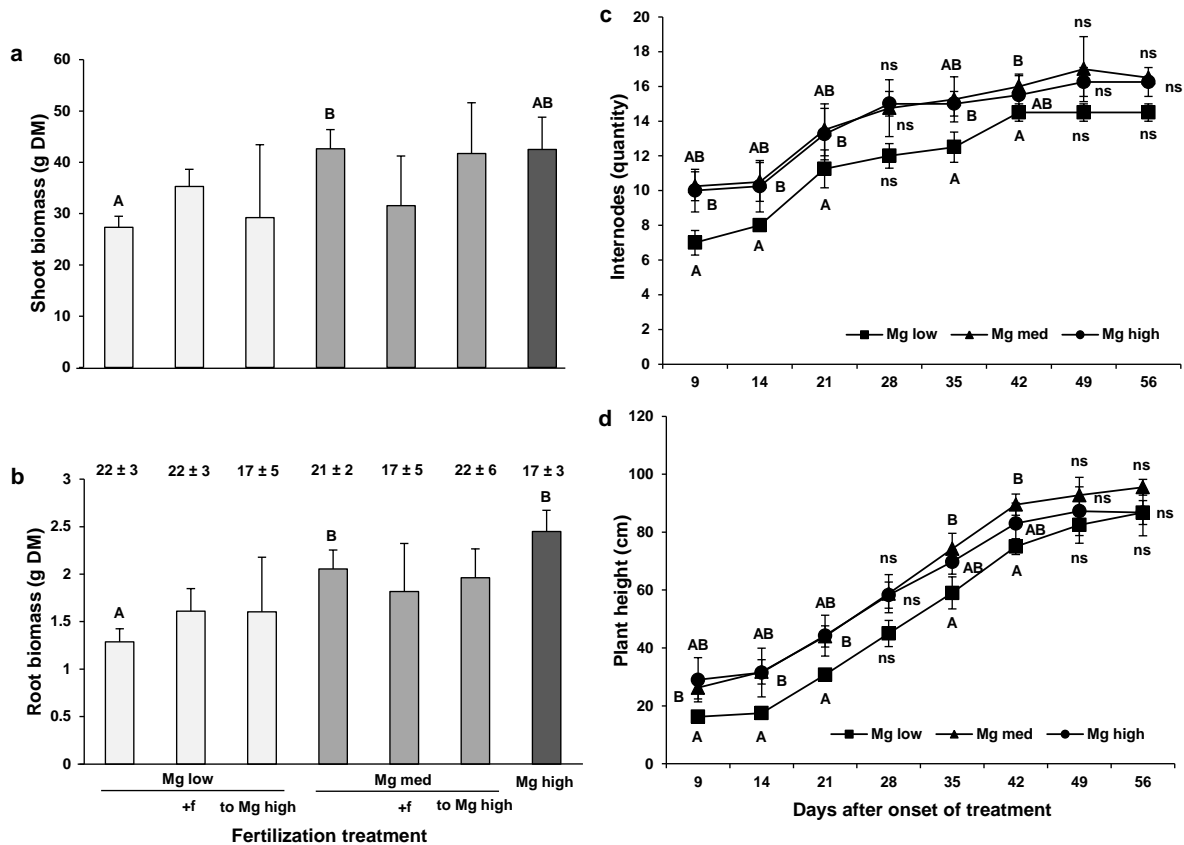 a
Shoot biomass (g DM)
60
50
40
30
20
10
0
A
B
AB
b
Root biomass (g DM)
22 ± 3 22 ± 3 17 ± 5 21 ± 2 17 ± 5 22 ± 6 17 ± 3
3
2.5
2
1.5
1
0.5
0
A
B
B
Mg low Mg med Mg high
+f to Mg high +f to Mg high
Fertilization treatment
c
Internodes (quantity)
20
18
16
14
12
10
8
6
4
2
0
AB AB AB ns AB B ns ns
B B B ns B AB ns ns
A A A ns A A ns ns
Mg low Mg med Mg high
9 14 21 28 35 42 49 56
d
Plant height (cm)
120
100
80
60
40
20
0
AB AB AB ns B B ns ns
B B B ns AB AB ns ns
A A A ns A A ns ns
Mg low Mg med Mg high
9 14 21 28 35 42 49 56
Days after onset of treatment